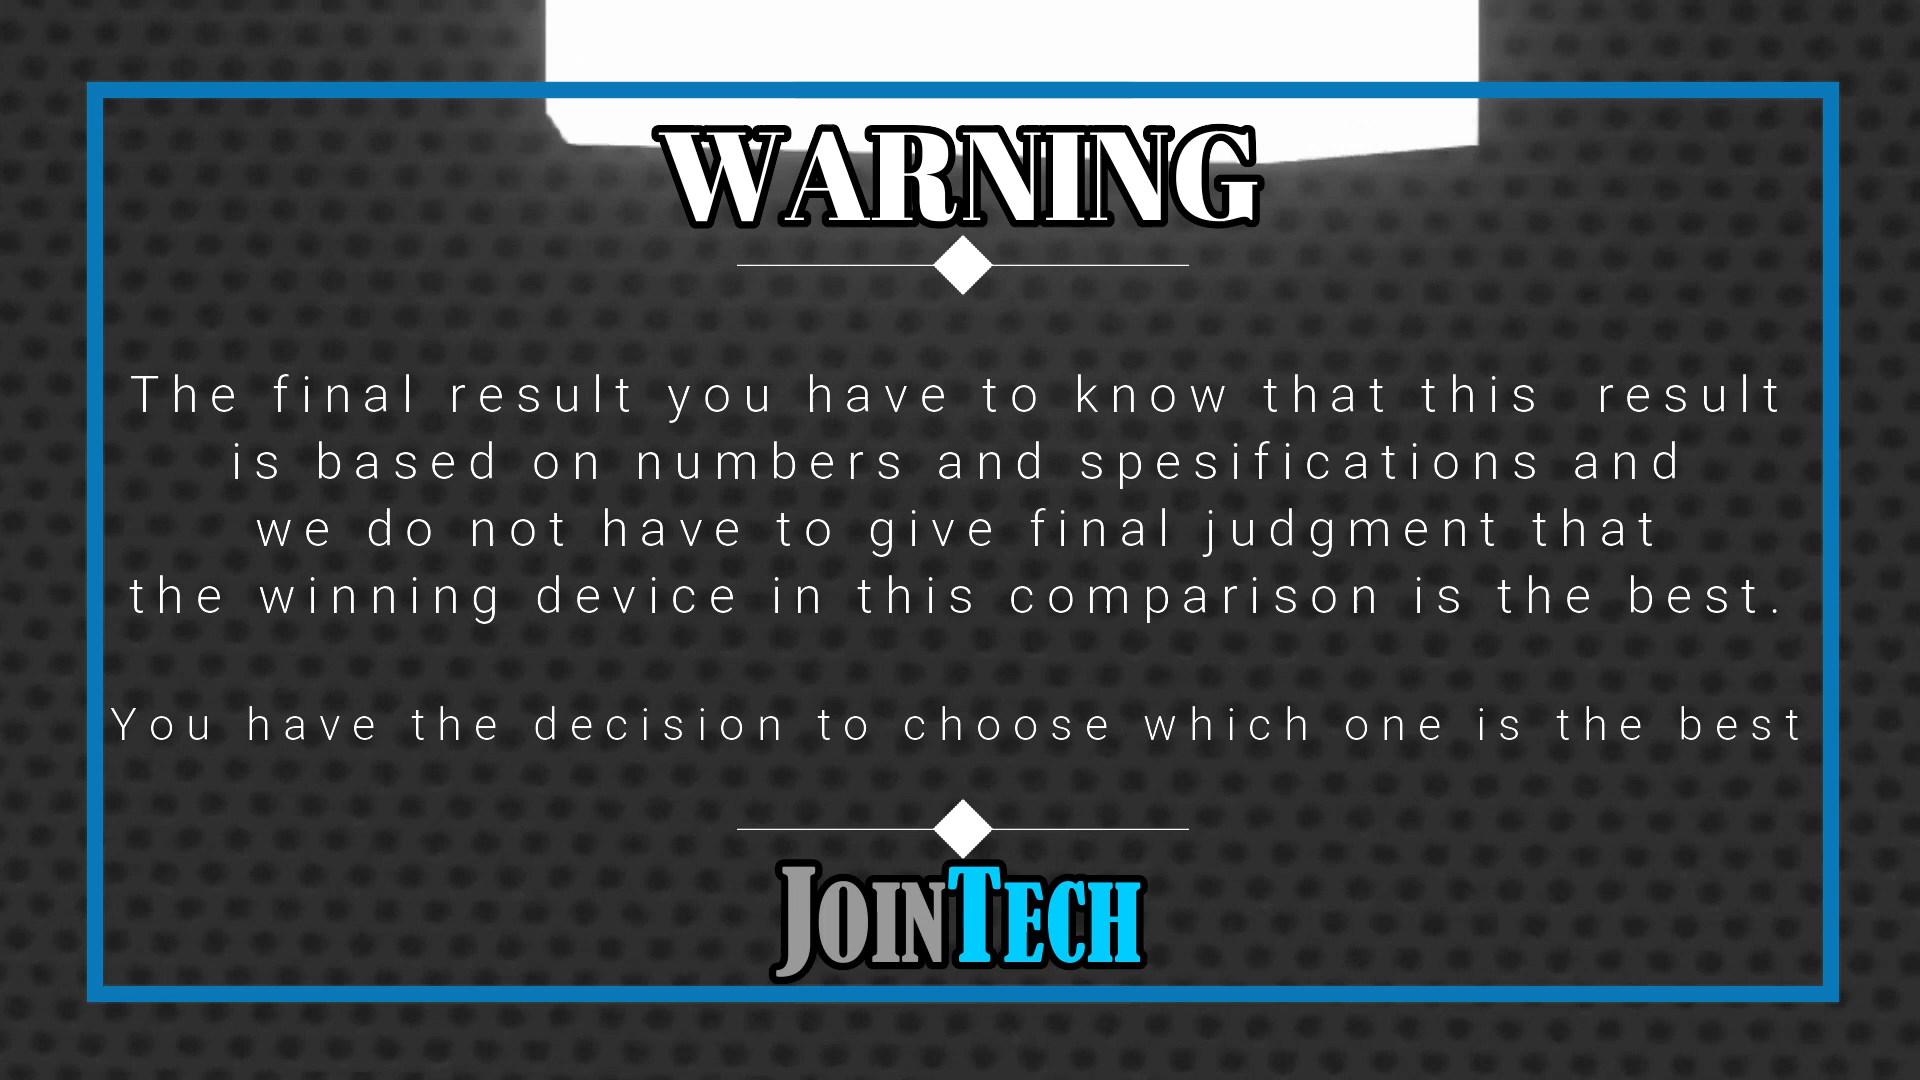 WARNING
The final result you have to know that this  result
is based on numbers and spesifications and
we do not have to give final judgment that
the winning device in this comparison is the best.
You have the decision to choose which one is the best
JOINTECH